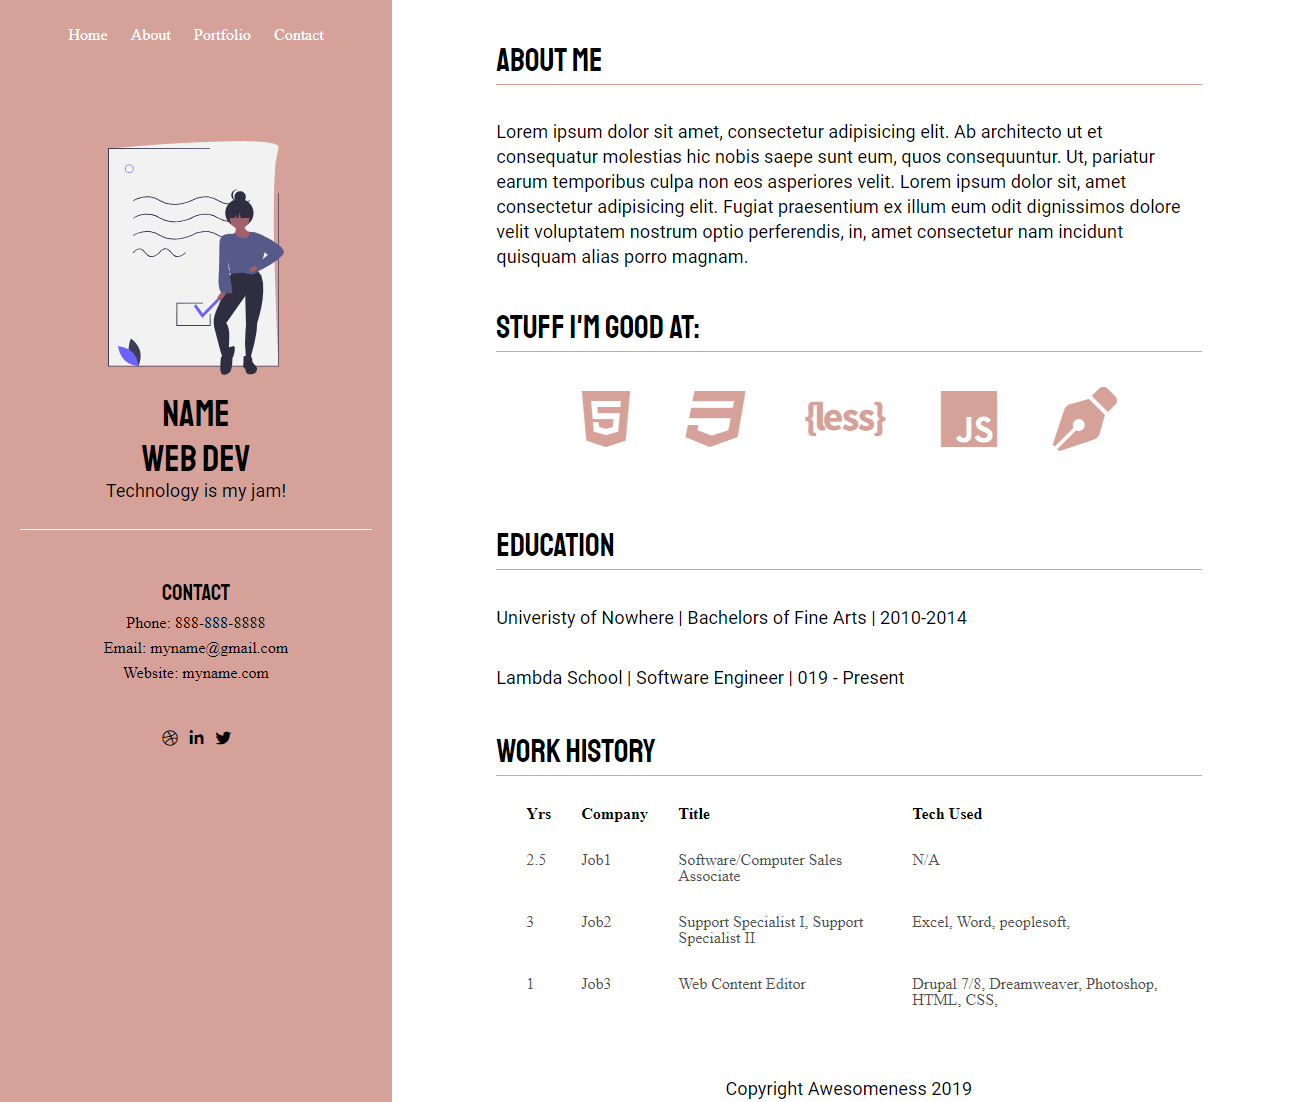 Home About Portfolio Contact
NAME
WEB DEV
Technology is my jam!
CONTACT
Phone: 888-888-8888
Email: myname@gmail.com
Website: myname.com
in
ABOUT ME
Lorem ipsum dolor sit amet, consectetur adipisicing elit. Ab architecto ut et
consequatur molestias hic nobis saepe sunt eum, quos consequuntur. Ut, pariatur
earum temporibus culpa non eos asperiores velit. Lorem ipsum dolor sit, amet
consectetur adipisicing elit. Fugiat praesentium ex illum eum odit dignissimos dolore
velit voluptatem nostrum optio perferendis, in, amet consectetur nam incidunt
quisquam alias porro magnam.
STUFF I'M GOOD AT:
5 3 {less} JS
EDUCATION
Univeristy of Nowhere | Bachelors of Fine Arts | 2010-2014
Lambda School | Software Engineer | 019 - Present
WORK HISTORY
Yrs Company Title Tech Used
2.5 Job1 Software/Computer Sales N/A
Associate
3 Job2 Support Specialist I, Support Excel, Word, peoplesoft,
Specialist II
1 Job3 Web Content Editor Drupal 7/8, Dreamweaver, Photoshop,
HTML, CSS,
Copyright Awesomeness 2019